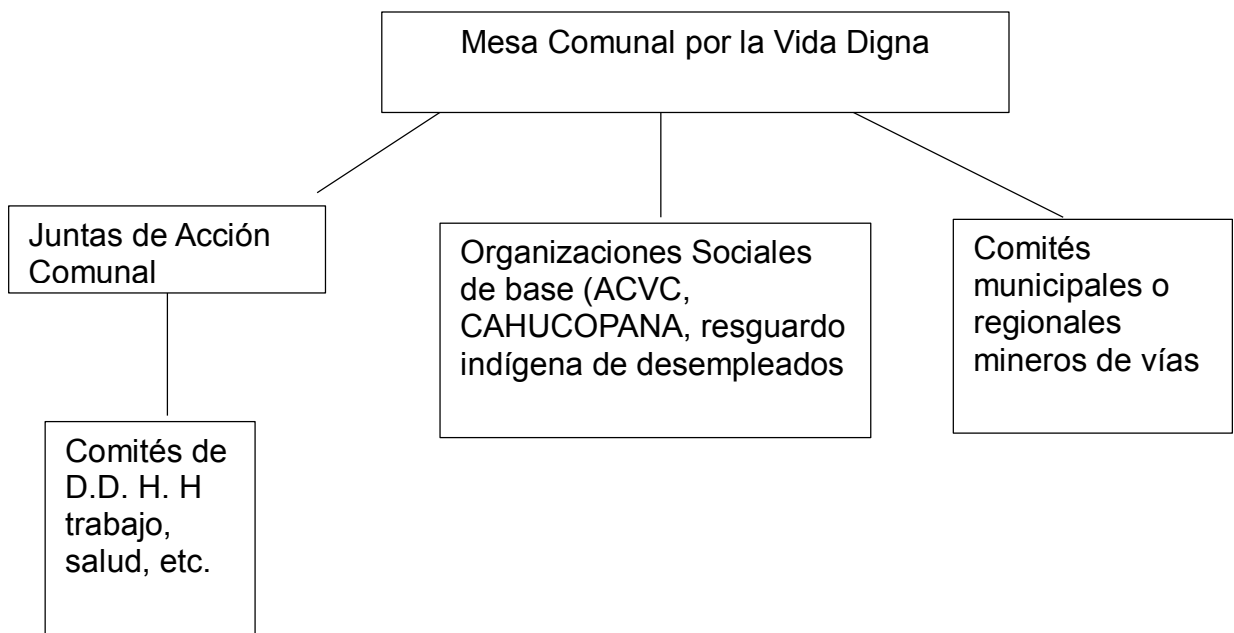 Mesa Comunal por la Vida Digna
Juntas de Acción
Comunal
Organizaciones Sociales
de base (ACVC,
CAHUCOPANA, resguardo
indígena de desempleados
Comités
municipales o
regionales
mineros de vías
Comités de
D.D. H. H
trabajo,
salud, etc.